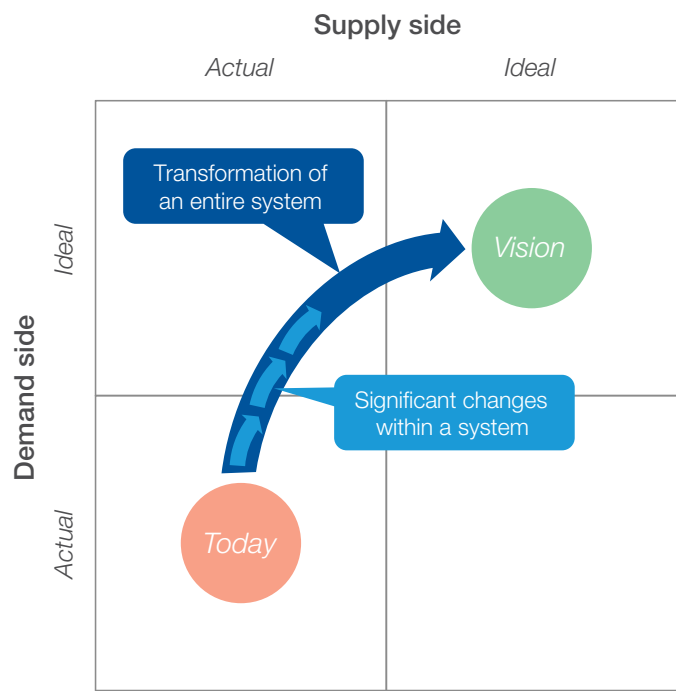 Supply side
Actual
Ideal
Transformation of
an entire system
Ideal
Vision
Demand side
Significant changes
within a system
Actual
Today